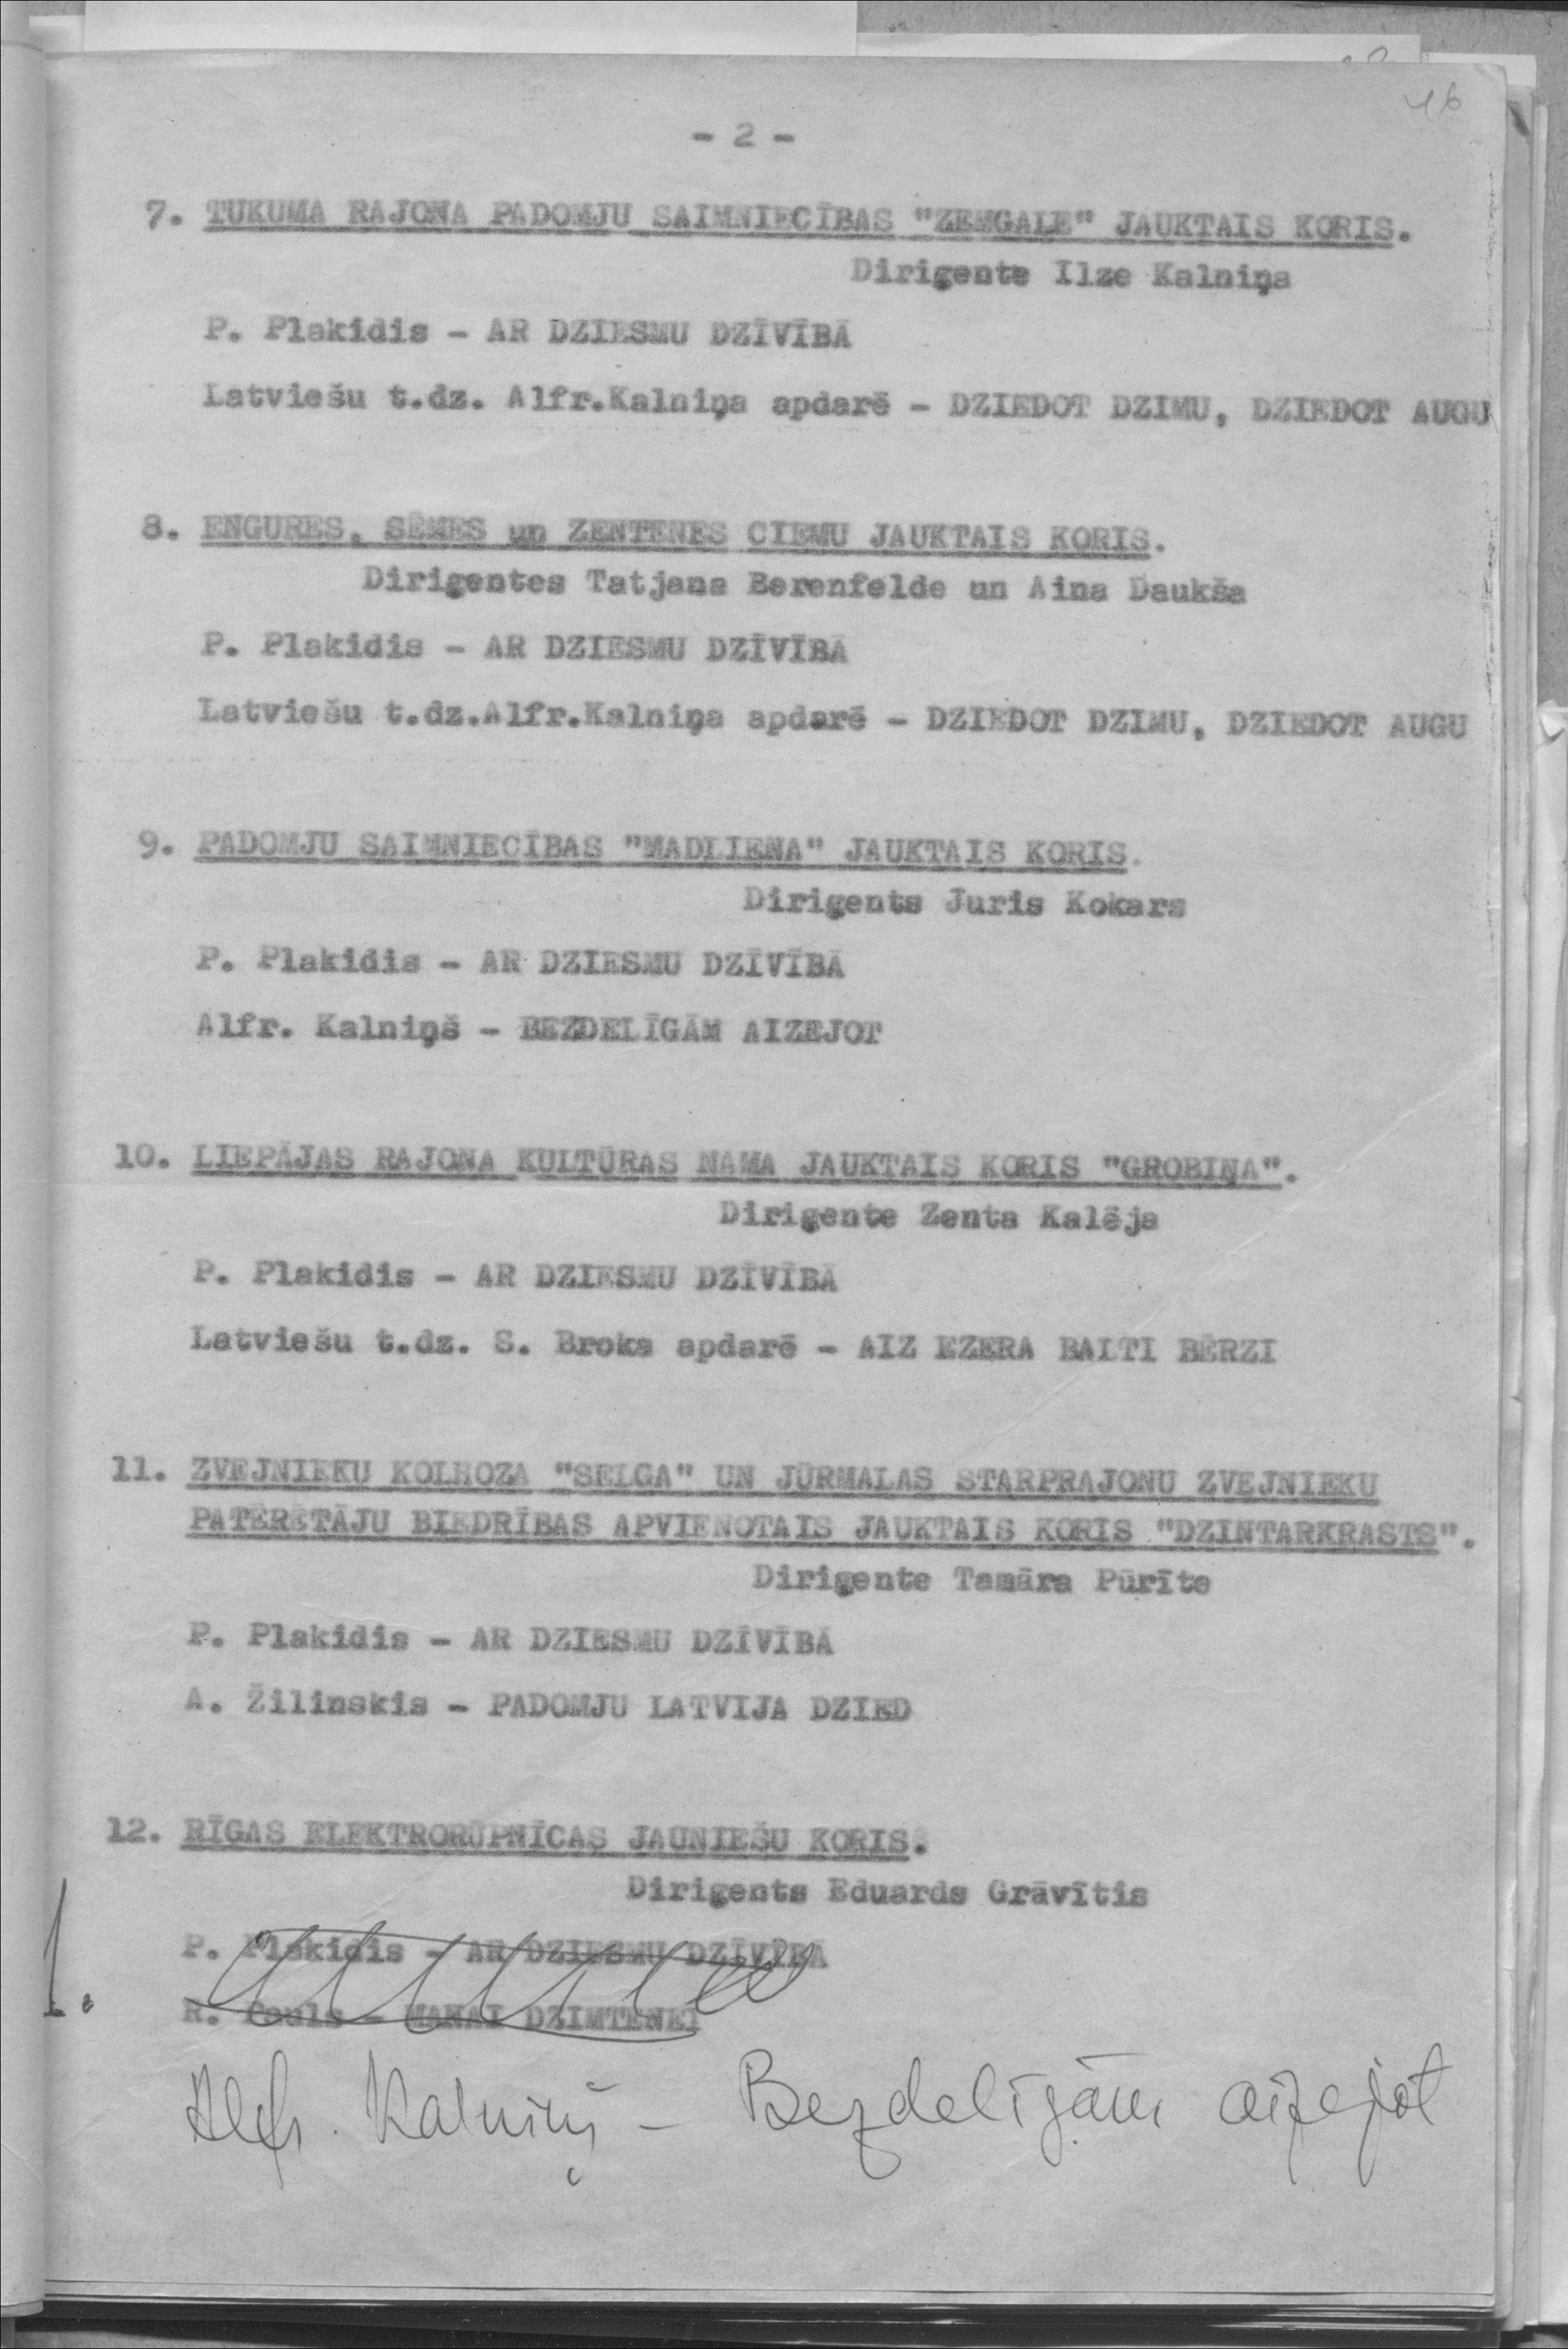 46
- 2 -
7. TUKUMA RAJONA PADOMJU SAIMNIECĪBAS "ZEMGALE" JAUKTAIS KORIS.
Dirigente Ilze Kalniņa
P. Plakidis - AR DZIESMU DZĪVĪBĀ
Latviešu t.dz. Alfr.Kalniņa apdarē - DZIEDOT DZIMU, DZIEDOT AUGU
8. ENGURES, SĒMES un ZENTENES CIEMU JAUKTAIS KORIS.
Dirigentes Tatjana Berenfelde un Aina Daukša
P. Plakidis - AR DZIESMU DZĪVĪBĀ
Latviešu t.dz.Alfr.Kalniņa apdarē - DZIEDOT DZIMU, DZIEDOT AUGU
9. PADOMJU SAIMNIECĪBAS "MADLIENA" JAUKTAIS KORIS.
Dirigents Juris Kokars
P. Plakidis - AR DZIESMU DZĪVĪBĀ
Alfr. Kalniņš - BEZDELĪGĀM AIZEJOT
10. LIEPĀJAS RAJONA KULTŪRAS NAMA JAUKTAIS KORIS "GROBIŅA".
Dirigente Zenta Kalēja
P. Plakidis - AR DZIESMU DZĪVĪBĀ
Latviešu t.dz. S. Broka apdarē - AIZ EZERA BALTI BĒRZI
11. ZVEJNIEKU KOLHOZA "SELGA" UN JŪRMALAS STARPRAJONU ZVEJNIEKU
PATĒRĒTĀJU BIEDRĪBAS APVIENOTAIS JAUKTAIS KORIS "DZINTARKRASTS".
Dirigente Tamāra Pūrīte
P. Plakidis - AR DZIESMU DZĪVĪBĀ
A. Žilinskis - PADOMJU LATVIJA DZIED
12. RĪGAS ELEKTRORŪPNĪCAS JAUNIEŠU KORIS.
Dirigents Eduards Grāvītis
P. Plakidis - AR DZIESMU DZĪVĪBĀ
1. R. Pauls - MANAI DZIMTENEI
Alfr. Kalniņš - Bezdelīgām aizejot